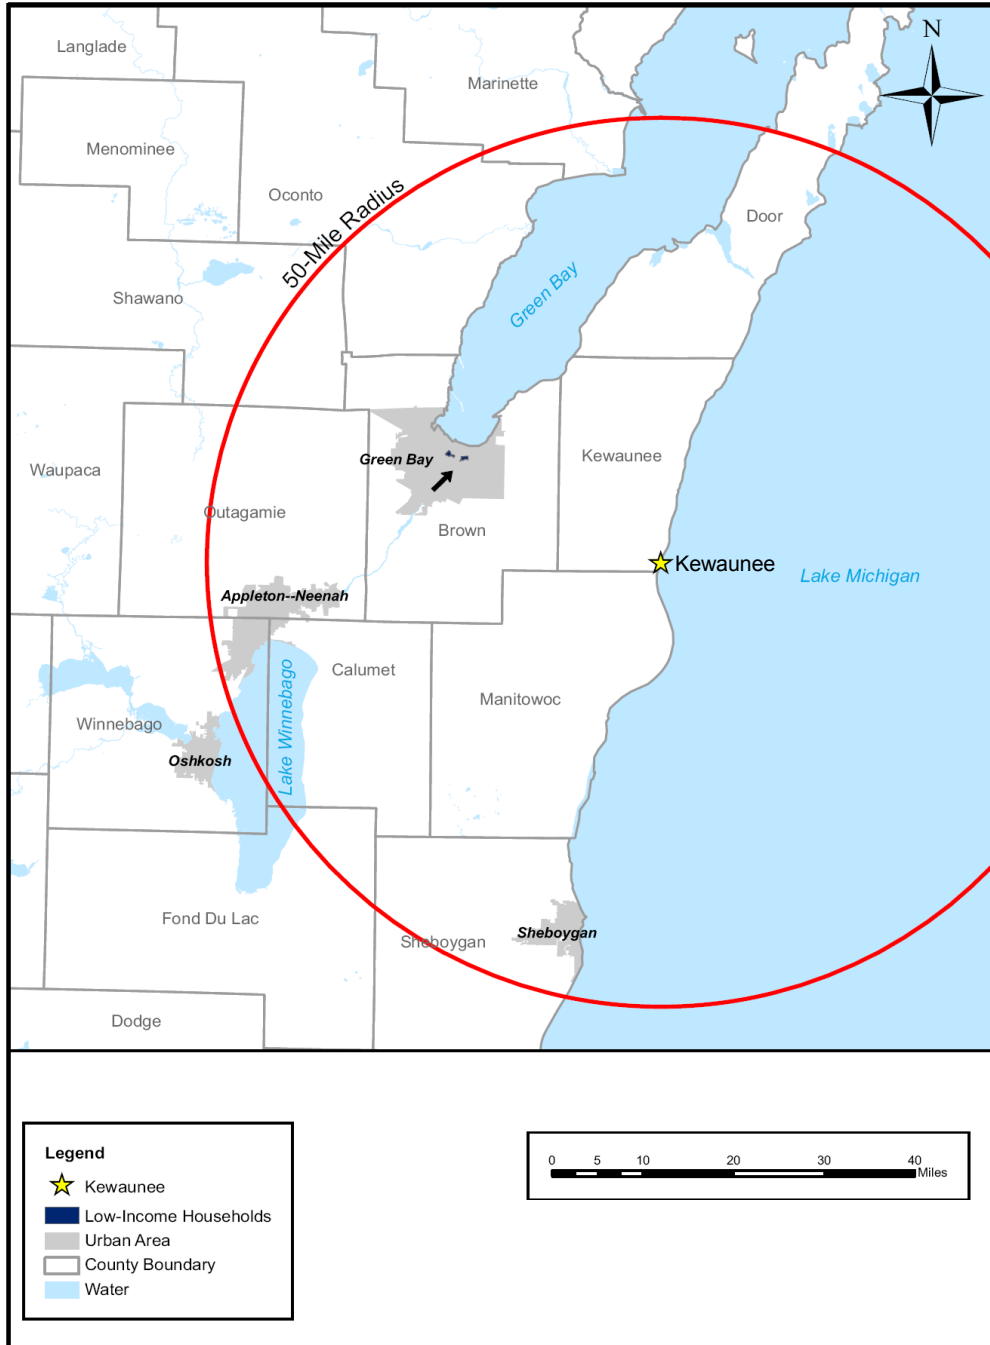 Langlade
N
Marinette
Menominee
Oconto
50-Mile Radius
Door
Green Bay
Shawano
Waupaca
Green Bay
Kewaunee
Outagamie
Brown
Kewaunee
Lake Michigan
Appleton--Neenah
Calumet
Lake Winnebago
Manitowoc
Winnebago
Oshkosh
Fond Du Lac
Sheboygan
Sheboygan
Dodge
Legend
Kewaunee
Low-Income Households
Urban Area
County Boundary
Water
0 5 10 20 30 40
Miles